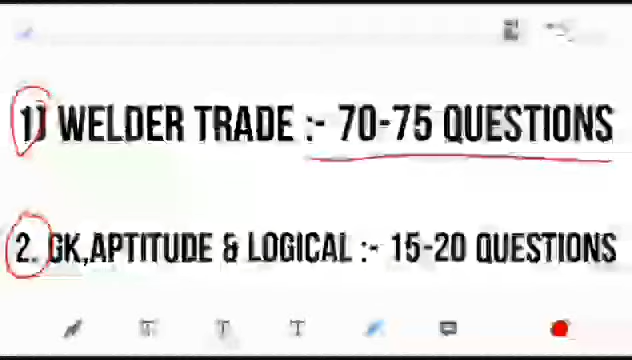 1) WELDER TRADE :- 70-75 QUESTIONS
2. GK,APTITUDE & LOGICAL :- 15-20 QUESTIONS